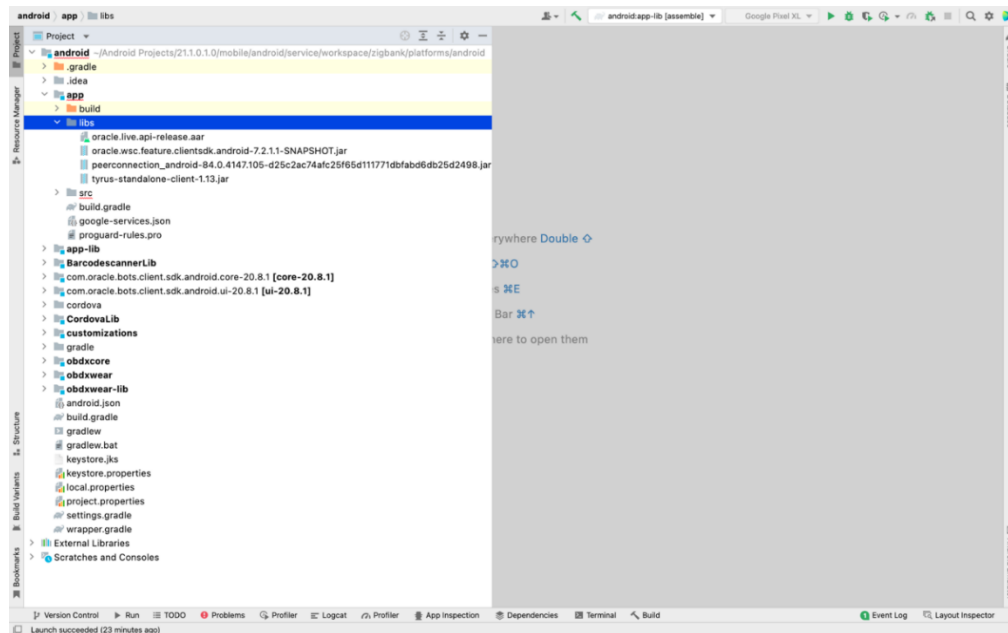 android app libs
android:app-lib [assemble] Google Pixel XL
Project
android ~/Android Projects/21.1.0.1.0/mobile/android/service/workspace/zigbank/platforms/android
.gradle
.idea
app
build
libs
oracle.live.api-release.aar
oracle.wsc.feature.clientsdk.android-7.2.1.1-SNAPSHOT.jar
peerconnection_android-84.0.4147.105-d25c2ac74afc25f65d111771dbfabd6db25d2498.jar
tyrus-standalone-client-1.13.jar
src
build.gradle
google-services.json
proguard-rules.pro
app-lib
BarcodescannerLib
com.oracle.bots.client.sdk.android.core-20.8.1 [core-20.8.1]
com.oracle.bots.client.sdk.android.ui-20.8.1 [ui-20.8.1]
cordova
CordovaLib
customizations
gradle
obdxcore
obdxwear
obdxwear-lib
android.json
build.gradle
gradlew
gradlew.bat
keystore.jks
keystore.properties
local.properties
project.properties
settings.gradle
wrapper.gradle
External Libraries
Scratches and Consoles
Project
Resource Manager
Structure
Build Variants
Bookmarks
rywhere Double ⇧
⇧⌘O
s ⌘E
Bar ⌘↑
here to open them
Version Control Run TODO Problems Profiler Logcat Profiler App Inspection Dependencies Terminal Build Event Log Layout Inspector
Launch succeeded (23 minutes ago)